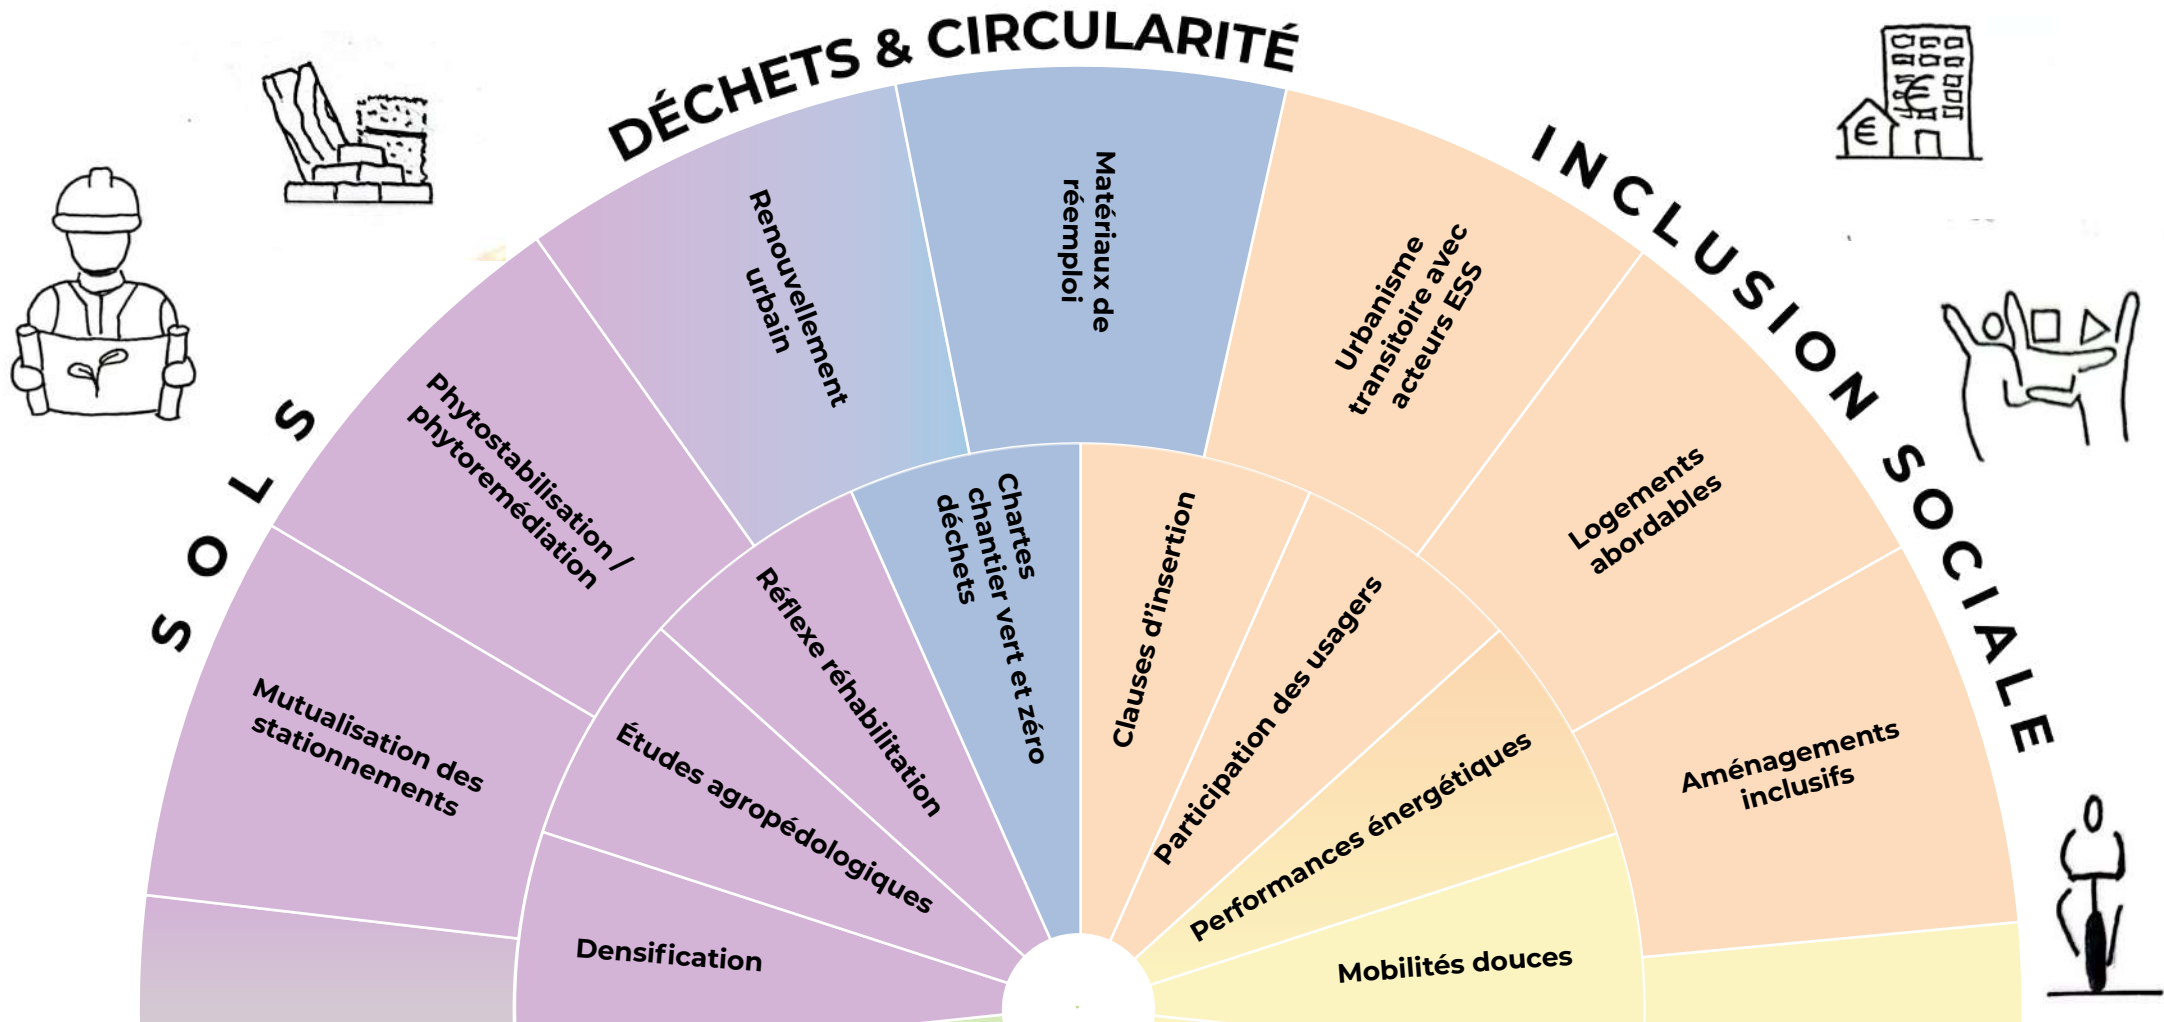 DÉCHETS & CIRCULARITÉ
INCLUSION SOCIALE
SOLS
Renouvellement
urbain
Matériaux de
réemploi
Urbanisme
transitoire avec
acteurs ESS
Phytostabilisation /
phytoremédiation
Logements
abordables
Mutualisation des
stationnements
Aménagements
inclusifs
Réflexe réhabilitation
Chartes
chantier vert et zéro
déchets
Clauses d'insertion
Participation des usagers
Études agropédologiques
Performances énergétiques
Densification
Mobilités douces
€
€